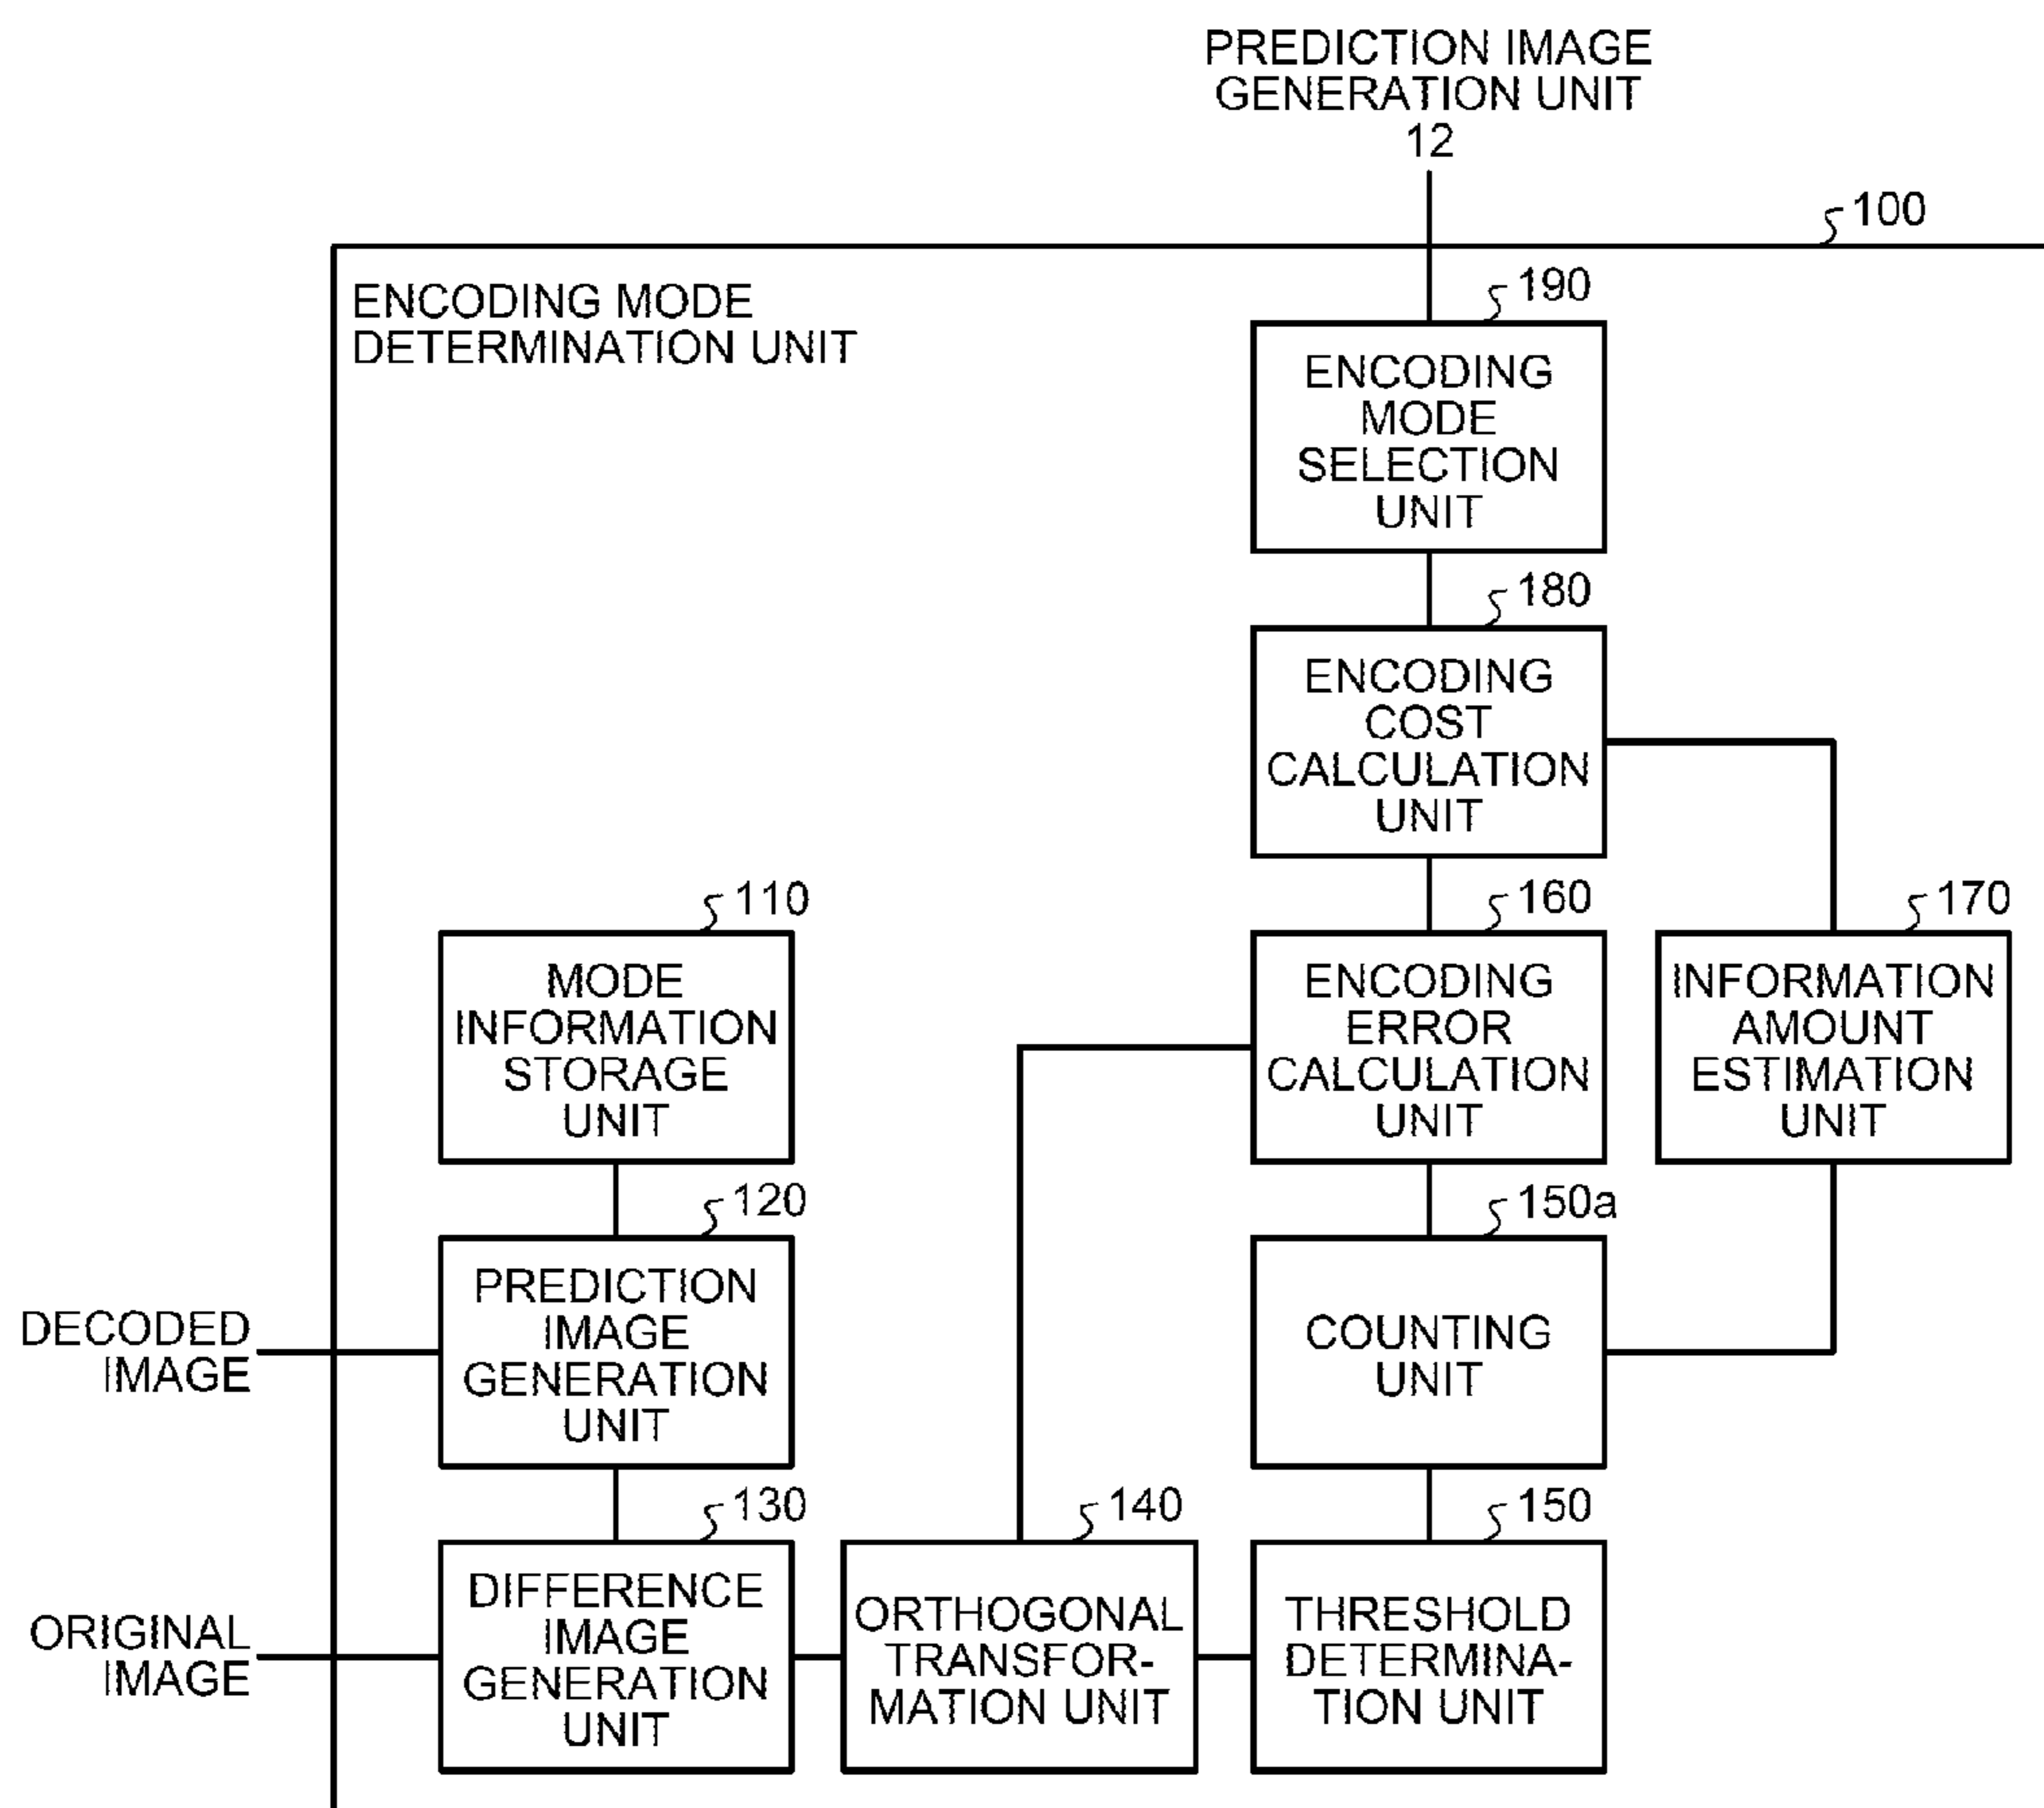 PREDICTION IMAGE
GENERATION UNIT
12
100
ENCODING MODE
DETERMINATION UNIT
190
ENCODING
MODE
SELECTION
UNIT
180
ENCODING
COST
CALCULATION
UNIT
110
MODE
INFORMATION
STORAGE
UNIT
160
ENCODING
ERROR
CALCULATION
UNIT
170
INFORMATION
AMOUNT
ESTIMATION
UNIT
120
PREDICTION
IMAGE
GENERATION
UNIT
150a
COUNTING
UNIT
DECODED
IMAGE
130
DIFFERENCE
IMAGE
GENERATION
UNIT
140
ORTHOGONAL
TRANSFOR-
MATION UNIT
150
THRESHOLD
DETERMINA-
TION UNIT
ORIGINAL
IMAGE